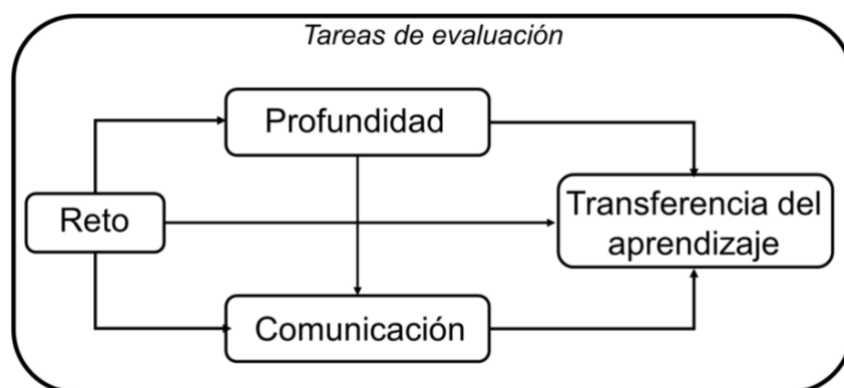 Tareas de evaluación
Profundidad
Reto
Transferencia del
aprendizaje
Comunicación